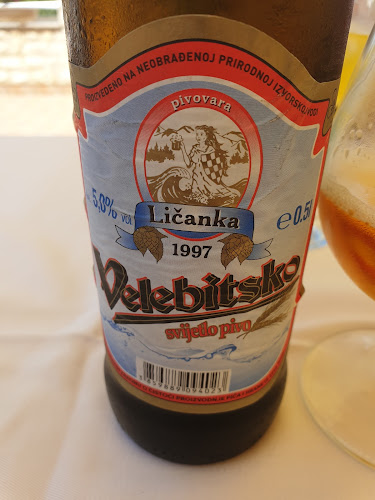 PROIZVEDENO NA NEOBRAĐENOJ PRIRODNOJ IZVORSKOJ VODI
pivovara
5,0% vol
Ličanka
e 0.5l
1997
Velebitsko
svijetlo pivo